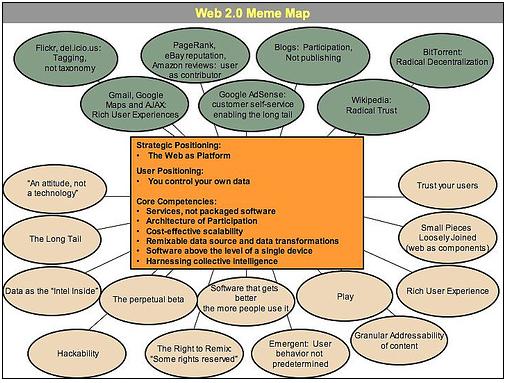 Web 2.0 Meme Map
Flickr, del.icio.us:
Tagging,
not taxonomy
PageRank,
eBay reputation,
Amazon reviews: user
as contributor
Blogs: Participation,
Not publishing
BitTorrent:
Radical Decentralization
Gmail, Google
Maps and AJAX:
Rich User Experiences
Google AdSense:
customer self-service
enabling the long tail
Wikipedia:
Radical Trust
Strategic Positioning:
• The Web as Platform
User Positioning:
• You control your own data
Core Competencies:
• Services, not packaged software
• Architecture of Participation
• Cost-effective scalability
• Remixable data source and data transformations
• Software above the level of a single device
• Harnessing collective intelligence
"An attitude, not
a technology"
Trust your users
The Long Tail
Small Pieces
Loosely Joined
(web as components)
Data as the "Intel Inside"
The perpetual beta
Software that gets
better
the more people use it
Play
Rich User Experience
Hackability
The Right to Remix:
"Some rights reserved"
Emergent: User
behavior not
predetermined
Granular Addressability
of content